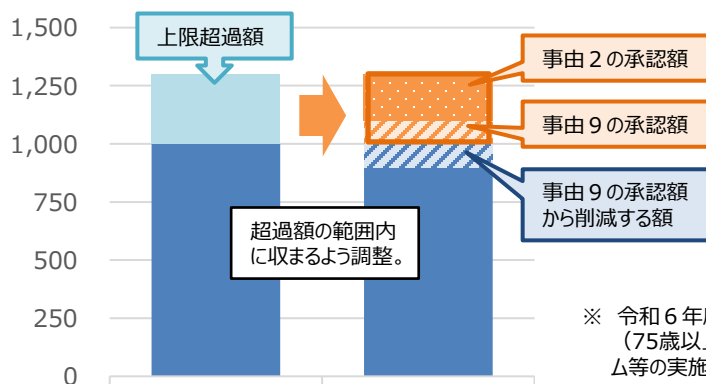 1,500
1,250
1,000
750
500
250
0
上限超過額
事由２の承認額
事由９の承認額
事由９の承認額
から削減する額
超過額の範囲内
に収まるよう調整。
※ 令和６年
（75歳以
ム等の実施